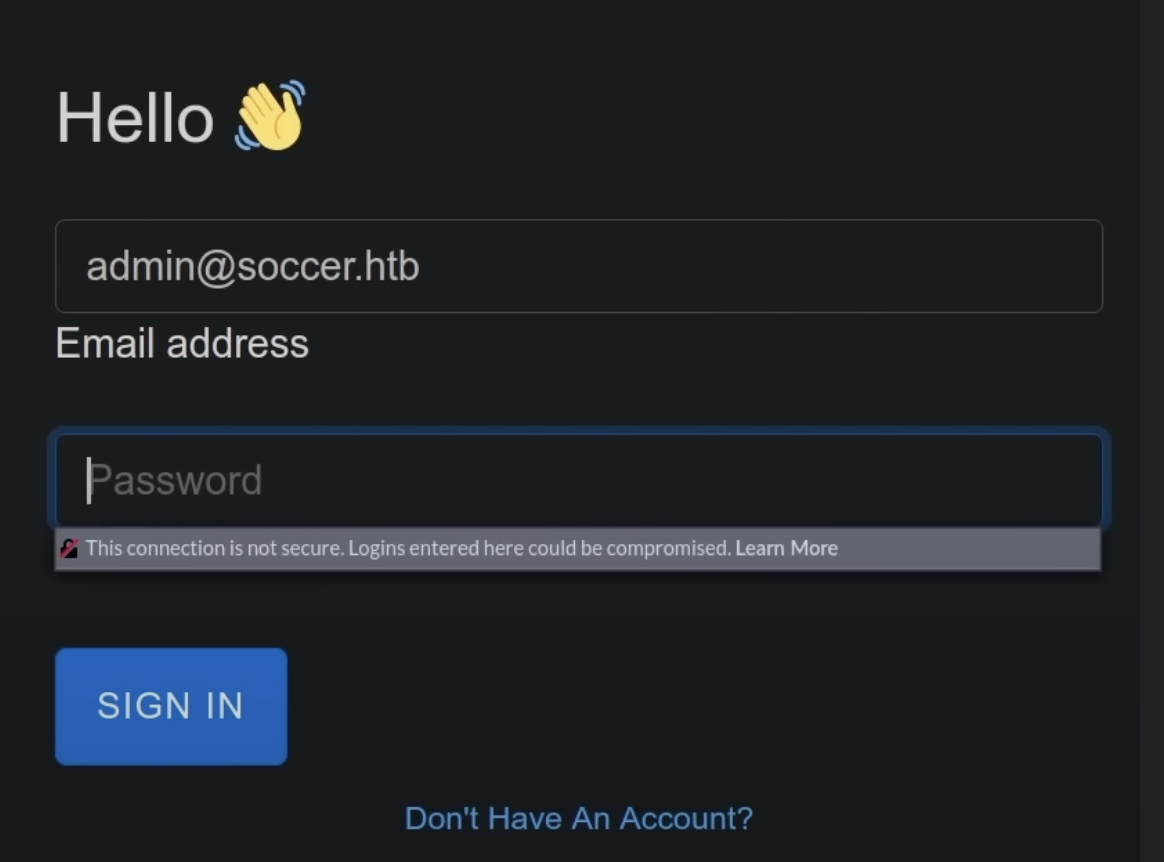 Hello 👋
admin@soccer.htb
Email address
Password
This connection is not secure. Logins entered here could be compromised. Learn More
SIGN IN
Don't Have An Account?